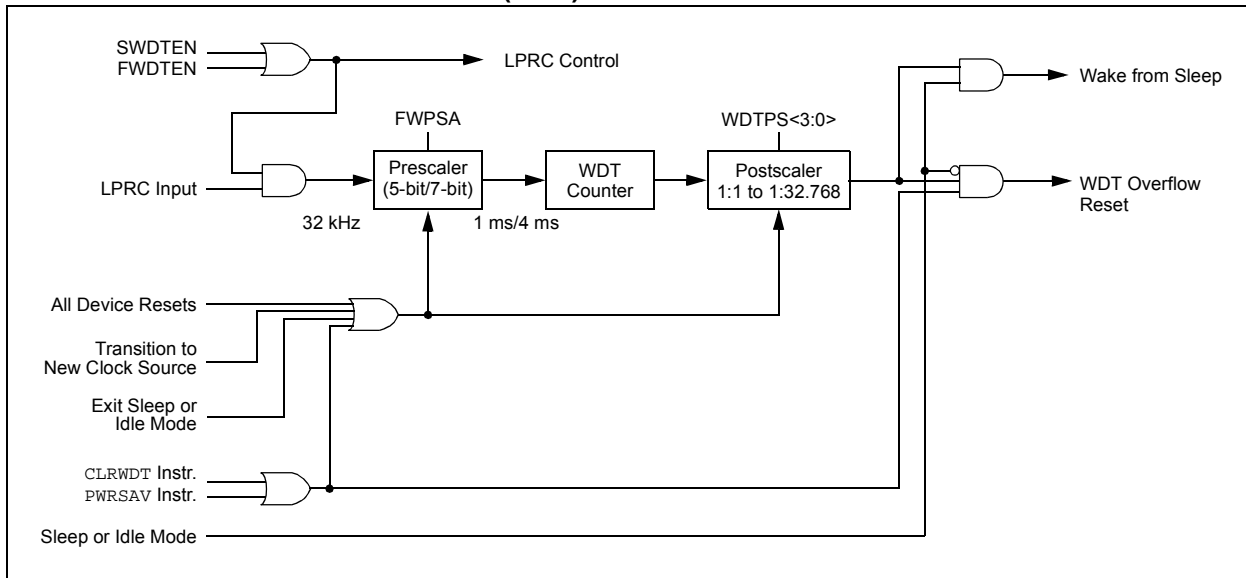 SWDTEN
FWDTEN
LPRC Control
Wake from Sleep
FWPSA
WDTPS<3:0>
Prescaler
(5-bit/7-bit)
WDT
Counter
Postscaler
1:1 to 1:32.768
LPRC Input
WDT Overflow
Reset
32 kHz
1 ms/4 ms
All Device Resets
Transition to
New Clock Source
Exit Sleep or
Idle Mode
CLRWDT Instr.
PWRSAV Instr.
Sleep or Idle Mode